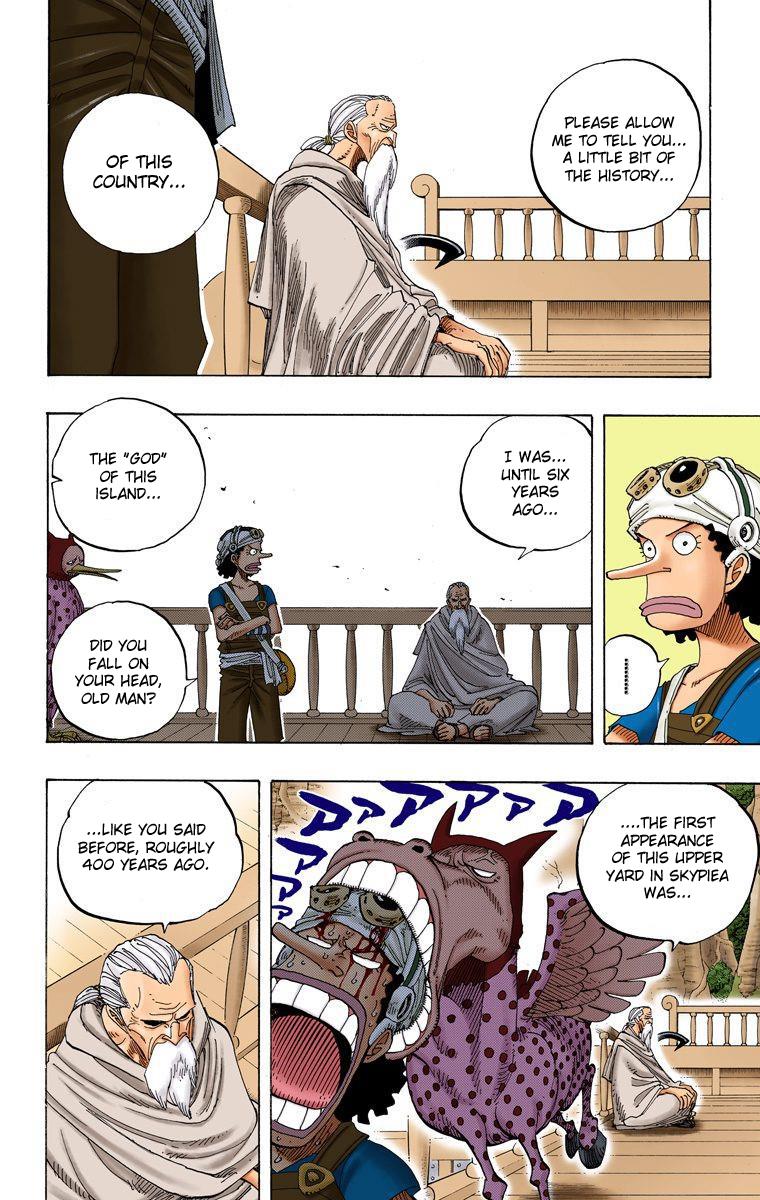 PLEASE ALLOW
ME TO TELL YOU...
A LITTLE BIT OF
THE HISTORY...
OF THIS
COUNTRY...
..........
I WAS...
UNTIL SIX
YEARS
AGO...
THE "GOD"
OF THIS
ISLAND...
DID YOU
FALL ON
YOUR HEAD,
OLD MAN?
....THE FIRST
APPEARANCE
OF THIS UPPER
YARD IN SKYPIEA
WAS...
...LIKE YOU SAID
BEFORE, ROUGHLY
400 YEARS AGO.